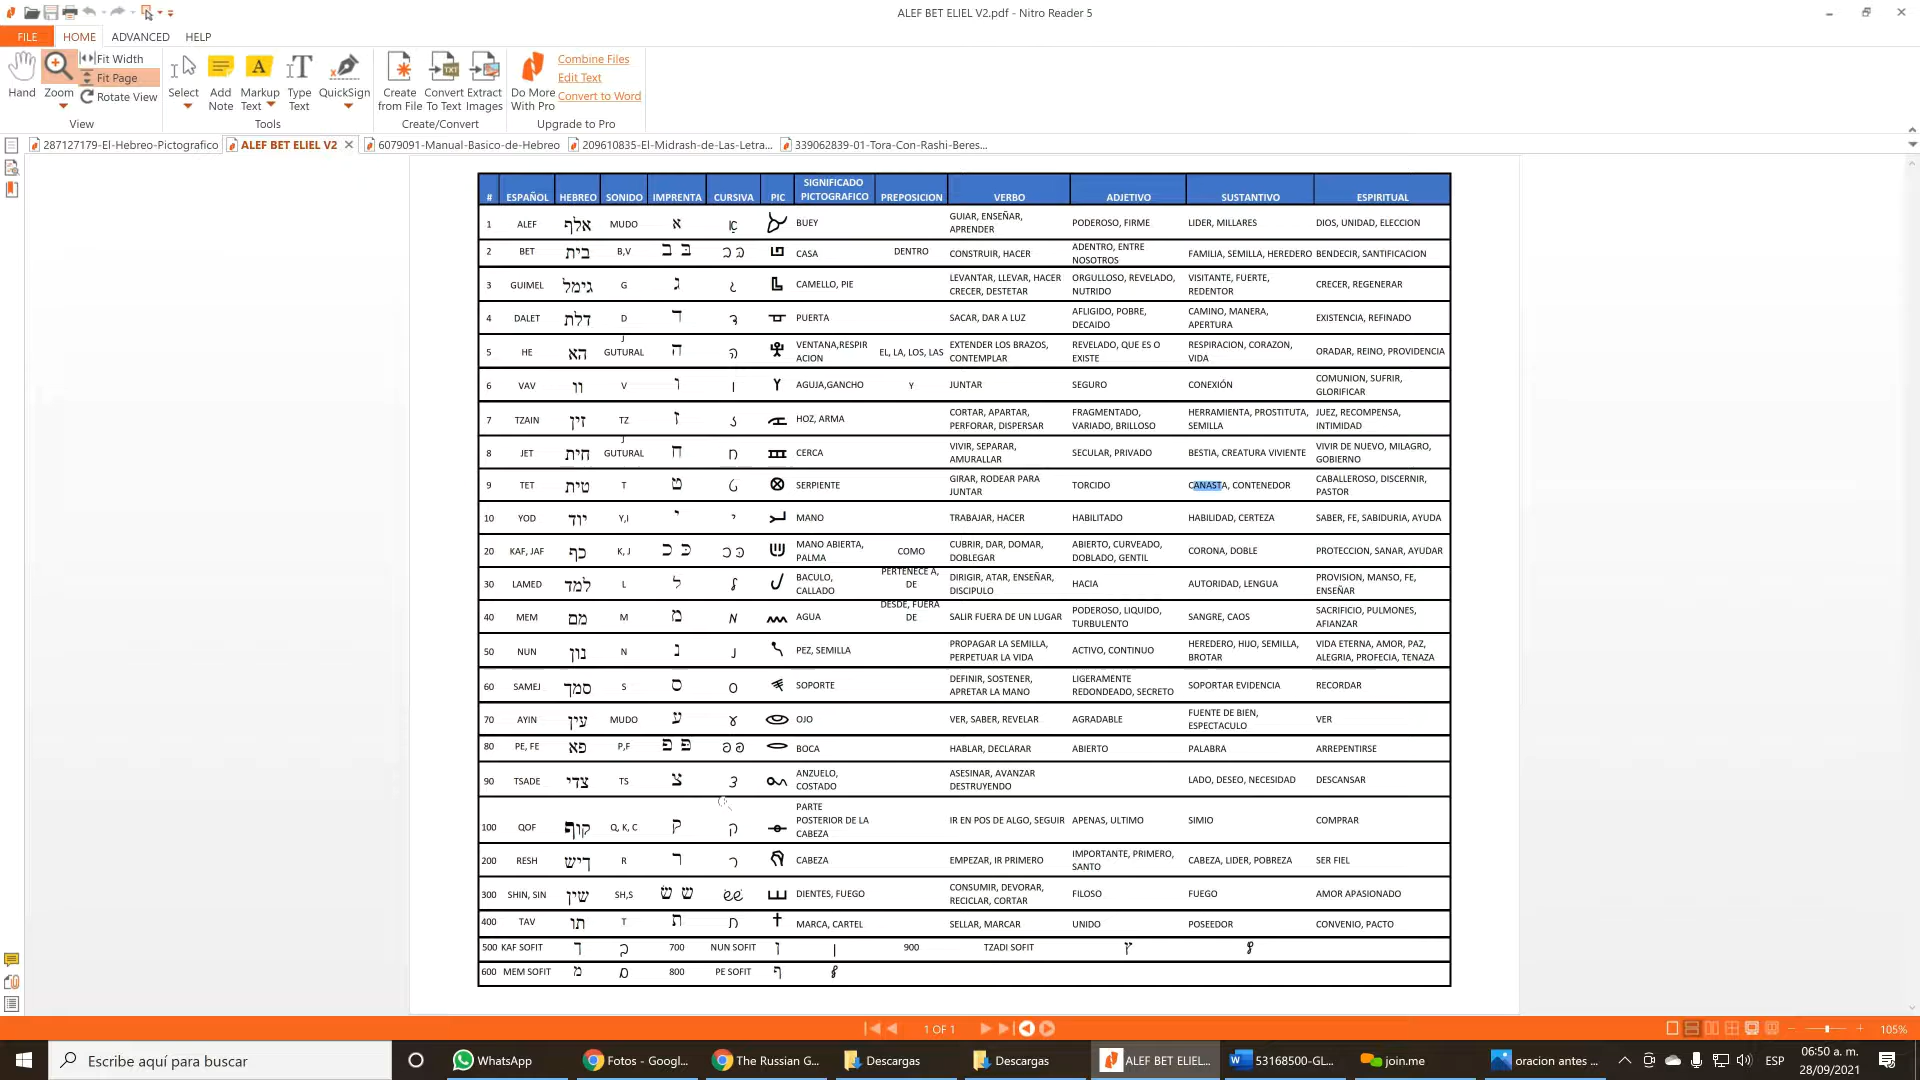 ALEF BET ELIEL V2.pdf - Nitro Reader 5
FILE HOME ADVANCED HELP
Hand
Zoom
Fit Width
Fit Page
Rotate View
View
Select
Add Note
Markup Text
Type Text
QuickSign
Tools
Create from File
Convert To Text
Extract Images
Create/Convert
Do More With Pro
Combine Files
Edit Text
Convert to Word
Upgrade to Pro
287127179-El-Hebreo-Pictografico ALEF BET ELIEL V2 6079091-Manual-Basico-de-Hebreo 209610835-El-Midrash-de-Las-Letra... 339062839-01-Tora-Con-Rashi-Beres...
# ESPAÑOL HEBREO SONIDO IMPRENTA CURSIVA PIC SIGNIFICADO PICTOGRAFICO PREPOSICION VERBO ADJETIVO SUSTANTIVO ESPIRITUAL
1 ALEF אלף MUDO א BUEY GUIAR, ENSEÑAR, APRENDER PODEROSO, FIRME LIDER, MILLARES DIOS, UNIDAD, ELECCION
2 BET בית B,V ב בּ CASA DENTRO CONSTRUIR, HACER ADENTRO, ENTRE NOSOTROS FAMILIA, SEMILLA, HEREDERO BENDECIR, SANTIFICACION
3 GUIMEL גימל G ג CAMELLO, PIE LEVANTAR, LLEVAR, HACER CRECER, DESTETAR ORGULLOSO, REVELADO, NUTRIDO VISITANTE, FUERTE, REDENTOR CRECER, REGENERAR
4 DALET דלת D ד PUERTA SACAR, DAR A LUZ AFLIGIDO, POBRE, DECAIDO CAMINO, MANERA, APERTURA EXISTENCIA, REFINADO
5 HE הא J GUTURAL ה VENTANA,RESPIRACION EL, LA, LOS, LAS EXTENDER LOS BRAZOS, CONTEMPLAR REVELADO, QUE ES O EXISTE RESPIRACION, CORAZON, VIDA ORADAR, REINO, PROVIDENCIA
6 VAV וו V ו AGUJA,GANCHO Y JUNTAR SEGURO CONEXIÓN COMUNION, SUFRIR, GLORIFICAR
7 TZAIN זין TZ ז HOZ, ARMA CORTAR, APARTAR, PERFORAR, DISPERSAR FRAGMENTADO, VARIADO, BRILLOSO HERRAMIENTA, PROSTITUTA, SEMILLA JUEZ, RECOMPENSA, INTIMIDAD
8 JET חית J GUTURAL ח CERCA VIVIR, SEPARAR, AMURALLAR SECULAR, PRIVADO BESTIA, CREATURA VIVIENTE VIVIR DE NUEVO, MILAGRO, GOBIERNO
9 TET טית T ט SERPIENTE GIRAR, RODEAR PARA JUNTAR TORCIDO CANASTA, CONTENEDOR CABALLEROSO, DISCERNIR, PASTOR
10 YOD יוד Y,I י MANO TRABAJAR, HACER HABILITADO HABILIDAD, CERTEZA SABER, FE, SABIDURIA, AYUDA
20 KAF, JAF כף K, J כ כּ MANO ABIERTA, PALMA COMO CUBRIR, DAR, DOMAR, DOBLEGAR ABIERTO, CURVEADO, DOBLADO, GENTIL CORONA, DOBLE PROTECCION, SANAR, AYUDAR
30 LAMED למד L ל BACULO, CALLADO PERTENECE A, DE DIRIGIR, ATAR, ENSEÑAR, DISCIPULO HACIA AUTORIDAD, LENGUA PROVISION, MANSO, FE, ENSEÑAR
40 MEM מם M מ AGUA DESDE, FUERA DE SALIR FUERA DE UN LUGAR PODEROSO, LIQUIDO, TURBULENTO SANGRE, CAOS SACRIFICIO, PULMONES, AFIANZAR
50 NUN נון N נ PEZ, SEMILLA PROPAGAR LA SEMILLA, PERPETUAR LA VIDA ACTIVO, CONTINUO HEREDERO, HIJO, SEMILLA, BROTAR VIDA ETERNA, AMOR, PAZ, ALEGRIA, PROFECIA, TENAZA
60 SAMEJ סמך S ס SOPORTE DEFINIR, SOSTENER, APRETAR LA MANO LIGERAMENTE REDONDEADO, SECRETO SOPORTAR EVIDENCIA RECORDAR
70 AYIN עין MUDO ע OJO VER, SABER, REVELAR AGRADABLE FUENTE DE BIEN, ESPECTACULO VER
80 PE, FE פא P,F פ פּ BOCA HABLAR, DECLARAR ABIERTO PALABRA ARREPENTIRSE
90 TSADE צדי TS צ ANZUELO, COSTADO ASESINAR, AVANZAR DESTRUYENDO LADO, DESEO, NECESIDAD DESCANSAR
100 QOF קוף Q, K, C ק PARTE POSTERIOR DE LA CABEZA IR EN POS DE ALGO, SEGUIR APENAS, ULTIMO SIMIO COMPRAR
200 RESH ריש R ר CABEZA EMPEZAR, IR PRIMERO IMPORTANTE, PRIMERO, SANTO CABEZA, LIDER, POBREZA SER FIEL
300 SHIN, SIN שין SH,S שׂ שׁ DIENTES, FUEGO CONSUMIR, DEVORAR, RECICLAR, CORTAR FILOSO FUEGO AMOR APASIONADO
400 TAV תו T ת MARCA, CARTEL SELLAR, MARCAR UNIDO POSEEDOR CONVENIO, PACTO
500 KAF SOFIT ך 700 NUN SOFIT ן 900 TZADI SOFIT ץ
600 MEM SOFIT מ 800 PE SOFIT ף
1 OF 1
105%
Escribe aquí para buscar
WhatsApp
Fotos - Googl...
The Russian G...
Descargas
Descargas
ALEF BET ELIEL...
53168500-GL...
join.me
oracion antes ...
ESP
06:50 a. m.
28/09/2021